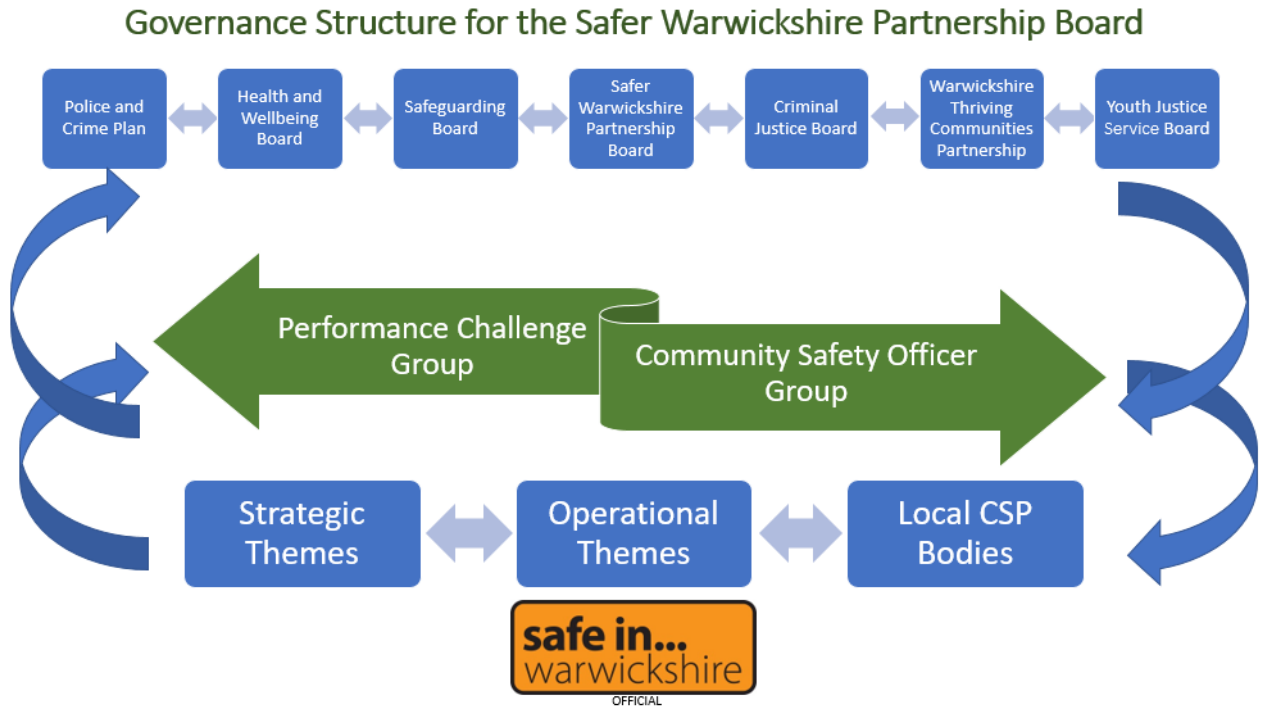 Governance Structure for the Safer Warwickshire Partnership Board
Police and
Crime Plan
Health and
Wellbeing
Board
Safeguarding
Board
Safer
Warwickshire
Partnership
Board
Criminal
Justice Board
Warwickshire
Thriving
Communities
Partnership
Youth Justice
Service Board
Performance Challenge
Group
Community Safety Officer
Group
Strategic
Themes
Operational
Themes
Local CSP
Bodies
safe in...
warwickshire
OFFICIAL